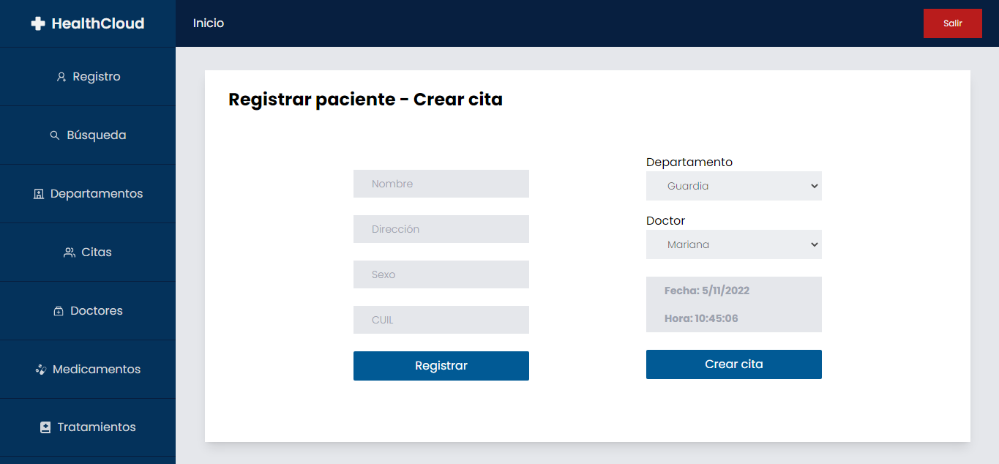 HealthCloud
Inicio
Salir
Registro
Búsqueda
Departamentos
Citas
Doctores
Medicamentos
Tratamientos
Registrar paciente - Crear cita
Nombre
Dirección
Sexo
CUIL
Registrar
Departamento
Guardia
Doctor
Mariana
Fecha: 5/11/2022
Hora: 10:45:06
Crear cita